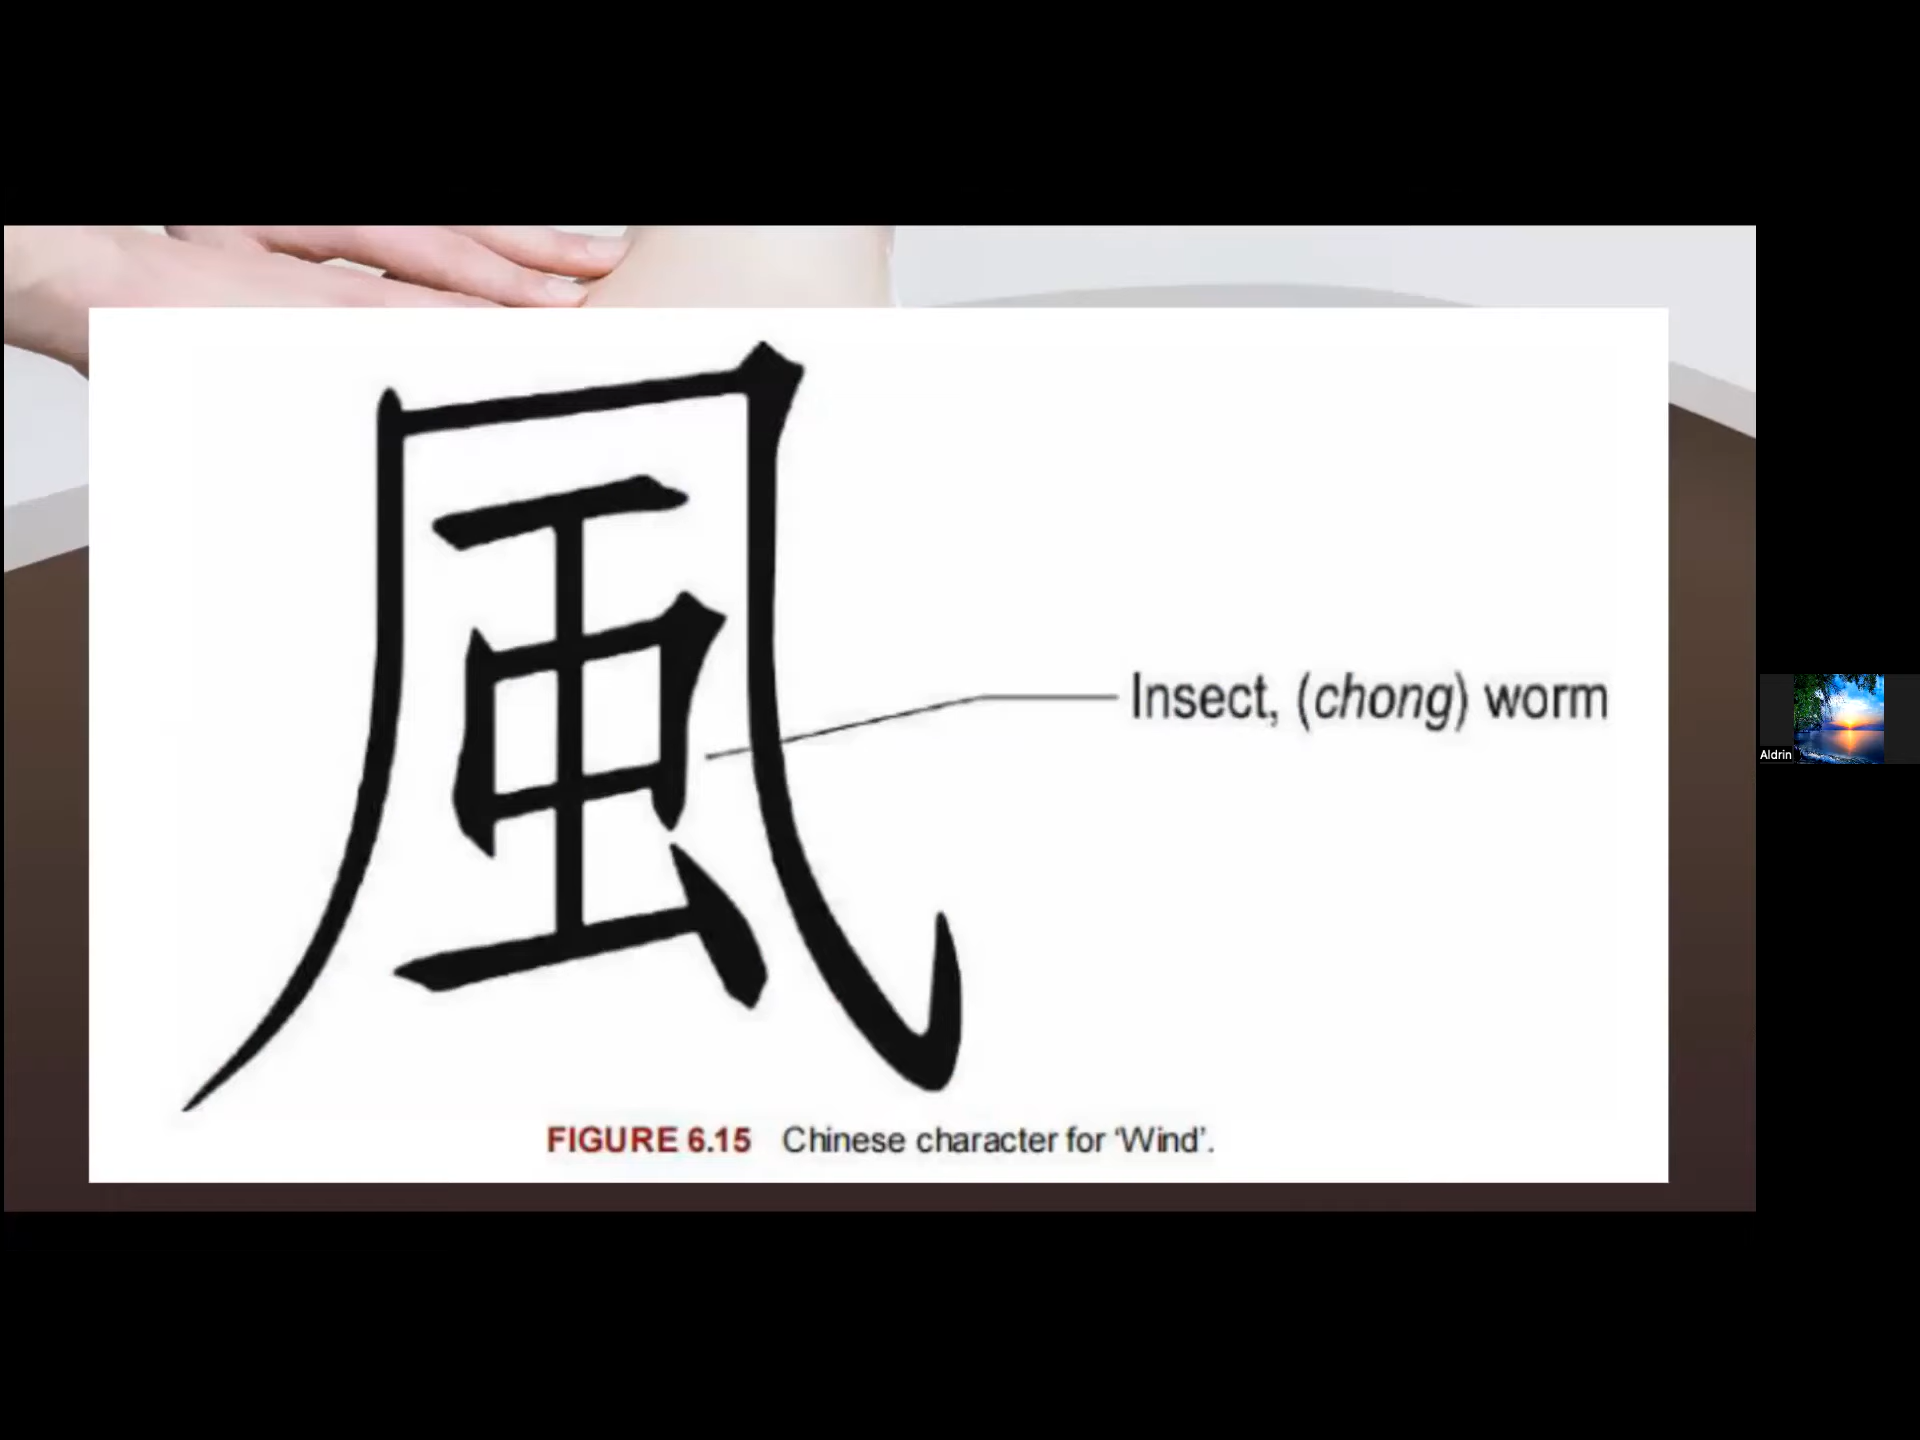 風
Insect, (chong) worm
FIGURE 6.15 Chinese character for ‘Wind’.
Aldrin